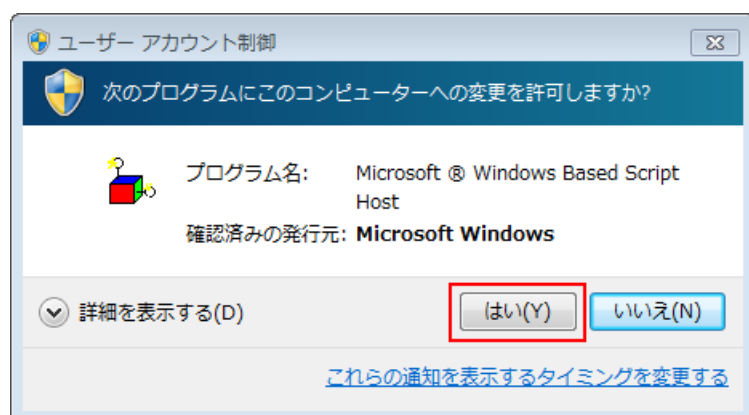 ユーザー アカウント制御
次のプログラムにこのコンピューターへの変更を許可しますか?
プログラム名: Microsoft ® Windows Based Script
Host
確認済みの発行元: Microsoft Windows
詳細を表示する(D)
はい(Y)
いいえ(N)
これらの通知を表示するタイミングを変更する